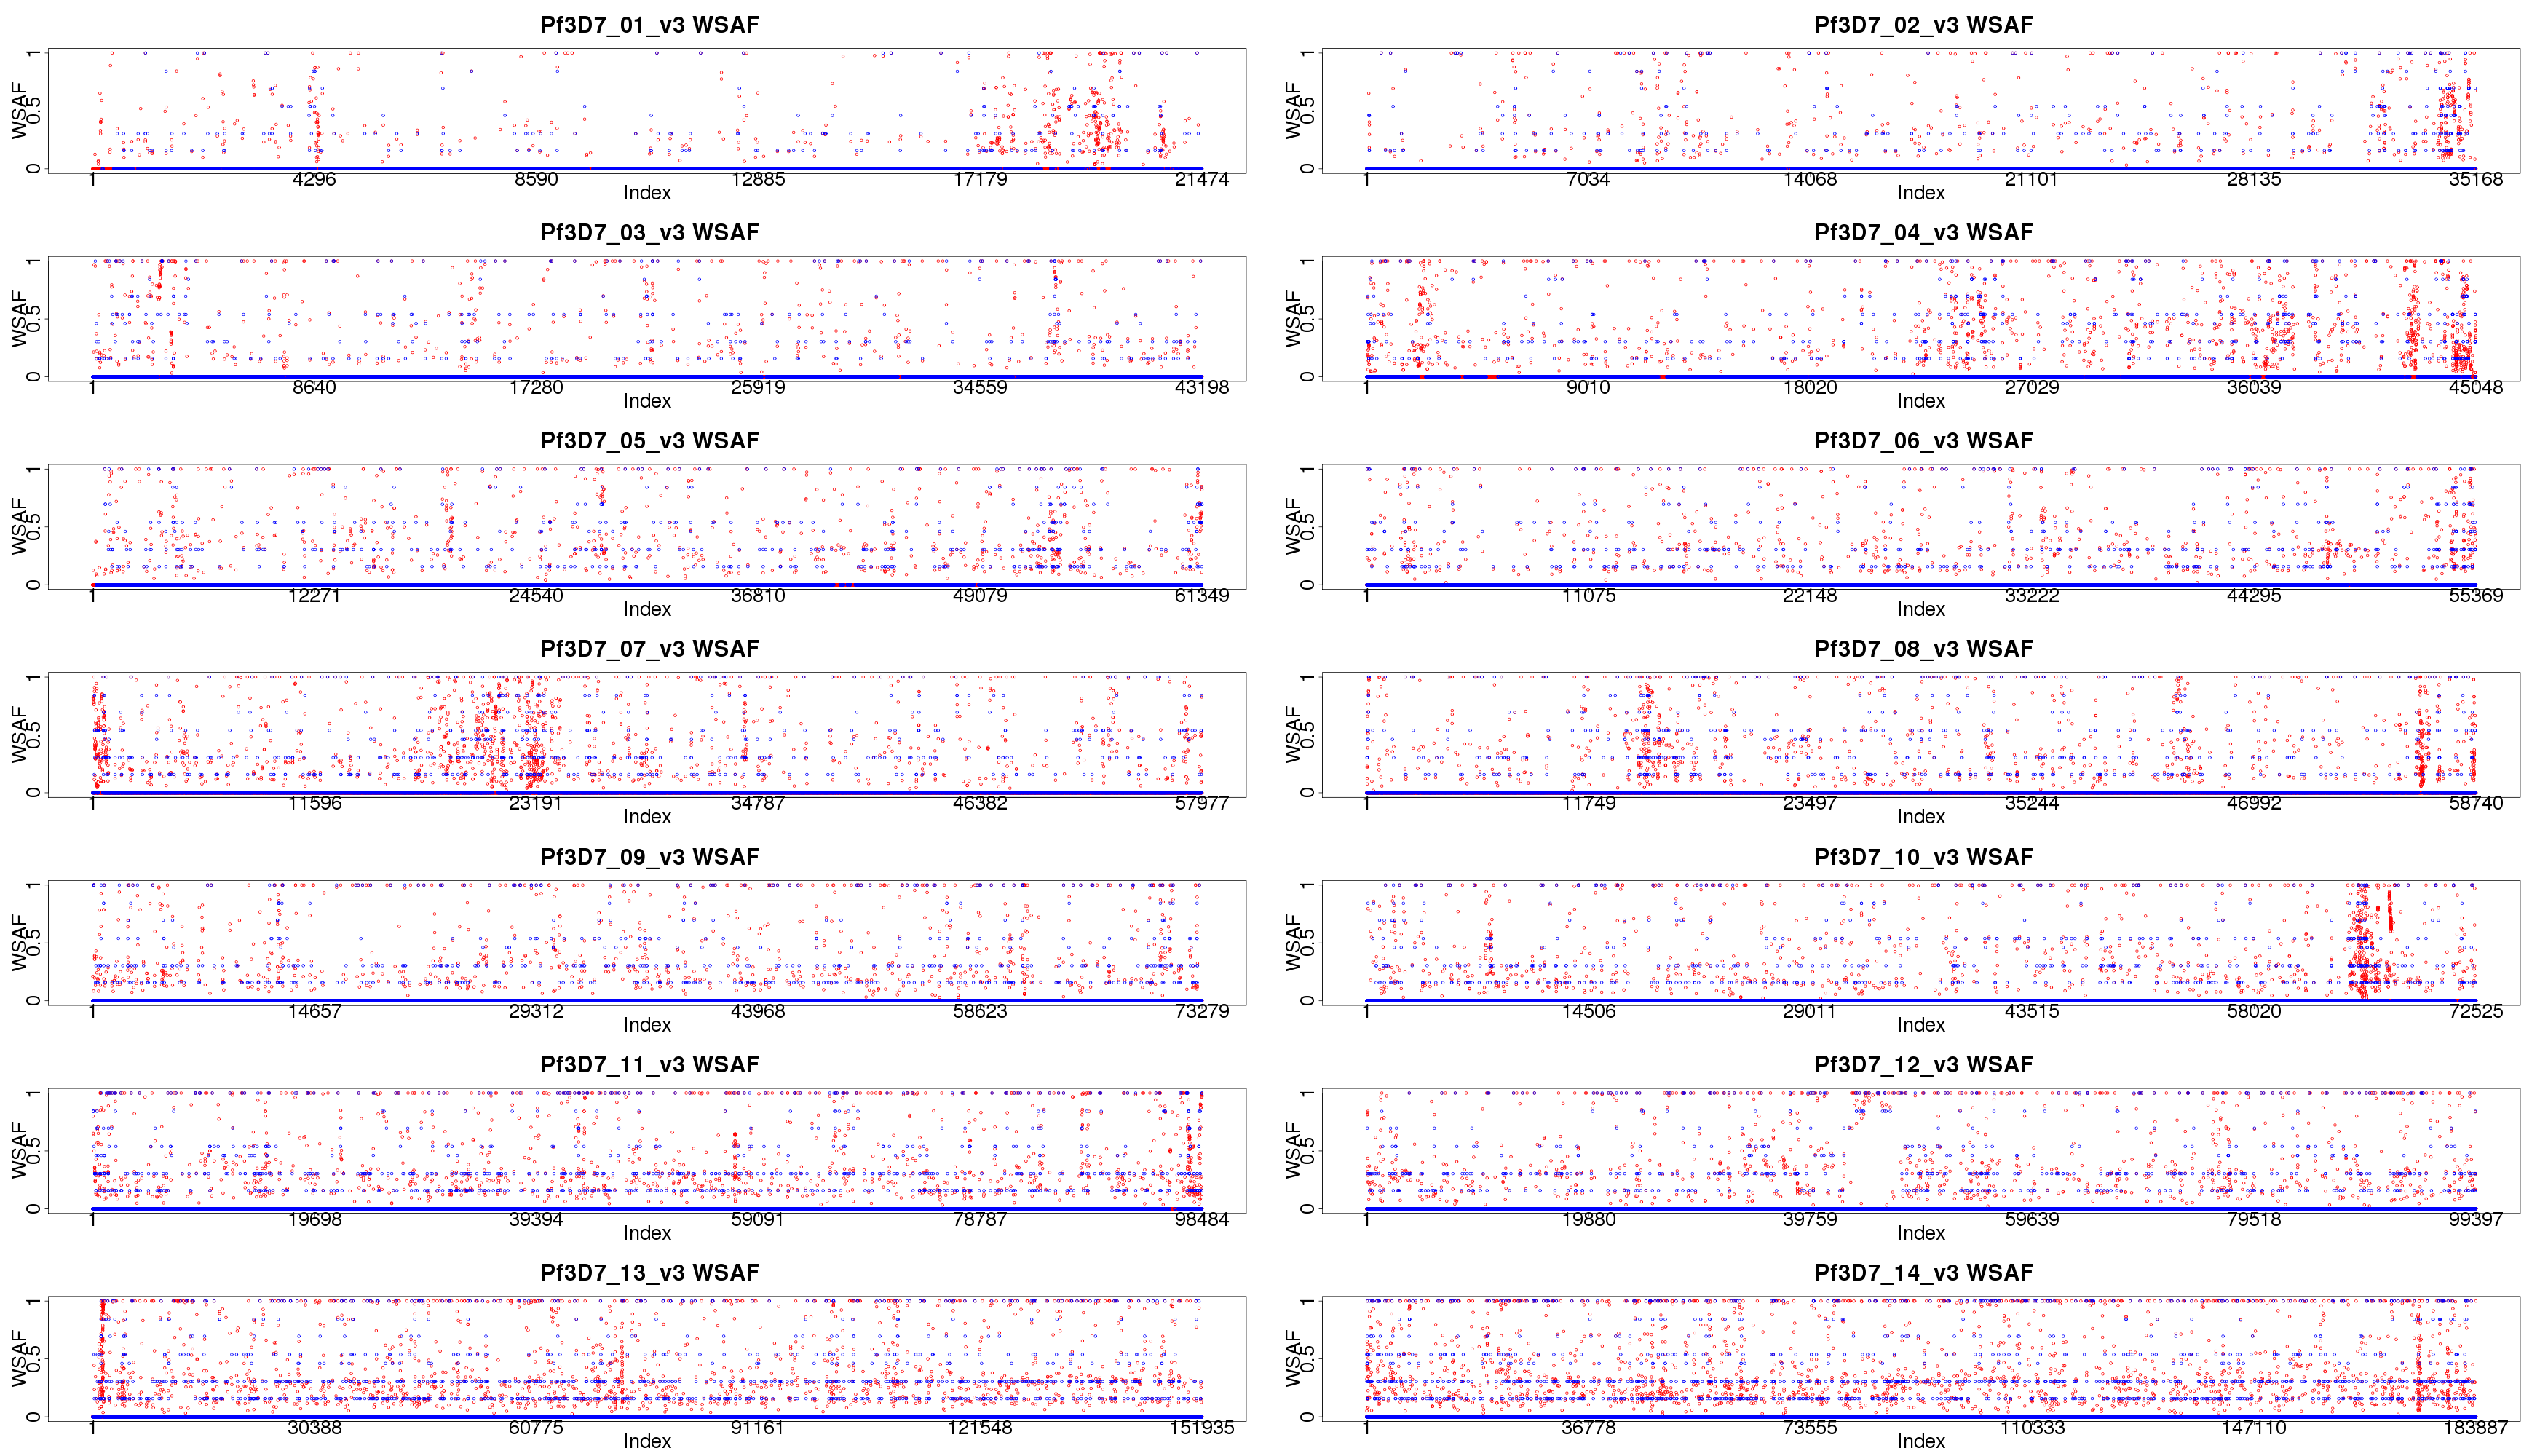 Pf3D7_01_v3 WSAF
WSAF
0 0.5 1
1 4296 8590 12885 17179 21474
Index
Pf3D7_02_v3 WSAF
WSAF
0 0.5 1
1 7034 14068 21101 28135 35168
Index
Pf3D7_03_v3 WSAF
WSAF
0 0.5 1
1 8640 17280 25919 34559 43198
Index
Pf3D7_04_v3 WSAF
WSAF
0 0.5 1
1 9010 18020 27029 36039 45048
Index
Pf3D7_05_v3 WSAF
WSAF
0 0.5 1
1 12271 24540 36810 49079 61349
Index
Pf3D7_06_v3 WSAF
WSAF
0 0.5 1
1 11075 22148 33222 44295 55369
Index
Pf3D7_07_v3 WSAF
WSAF
0 0.5 1
1 11596 23191 34787 46382 57977
Index
Pf3D7_08_v3 WSAF
WSAF
0 0.5 1
1 11749 23497 35244 46992 58740
Index
Pf3D7_09_v3 WSAF
WSAF
0 0.5 1
1 14657 29312 43968 58623 73279
Index
Pf3D7_10_v3 WSAF
WSAF
0 0.5 1
1 14506 29011 43515 58020 72525
Index
Pf3D7_11_v3 WSAF
WSAF
0 0.5 1
1 19698 39394 59091 78787 98484
Index
Pf3D7_12_v3 WSAF
WSAF
0 0.5 1
1 19880 39759 59639 79518 99397
Index
Pf3D7_13_v3 WSAF
WSAF
0 0.5 1
1 30388 60775 91161 121548 151935
Index
Pf3D7_14_v3 WSAF
WSAF
0 0.5 1
1 36778 73555 110333 147110 183887
Index